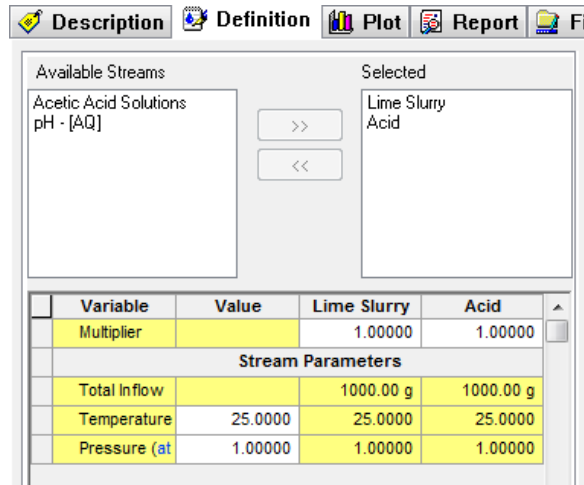 Description Definition Plot Report Fi
Available Streams Selected
Acetic Acid Solutions Lime Slurry
pH - [AQ] Acid
>>
<<
Variable Value Lime Slurry Acid
Multiplier 1.00000 1.00000
Stream Parameters
Total Inflow 1000.00 g 1000.00 g
Temperature 25.0000 25.0000 25.0000
Pressure (at 1.00000 1.00000 1.00000